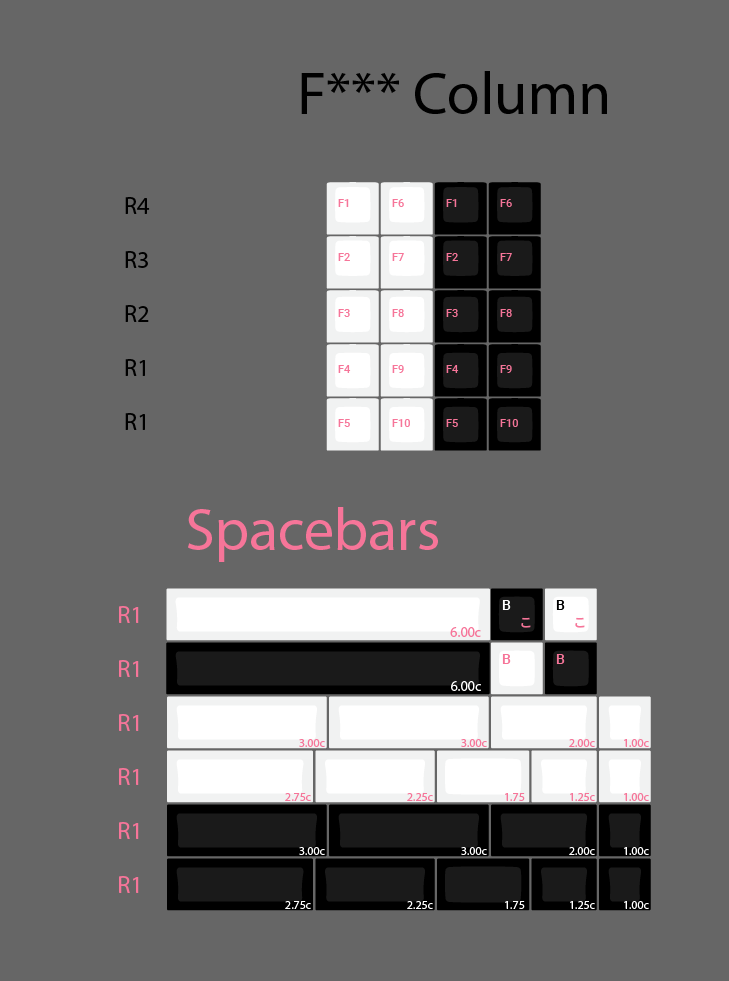 F*** Column
R4 F1 F6 F1 F6
R3 F2 F7 F2 F7
R2 F3 F8 F3 F8
R1 F4 F9 F4 F9
R1 F5 F10 F5 F10
Spacebars
R1 6.00c B こ B こ
R1 6.00c B B
R1 3.00c 3.00c 2.00c 1.00c
R1 2.75c 2.25c 1.75 1.25c 1.00c
R1 3.00c 3.00c 2.00c 1.00c
R1 2.75c 2.25c 1.75 1.25c 1.00c